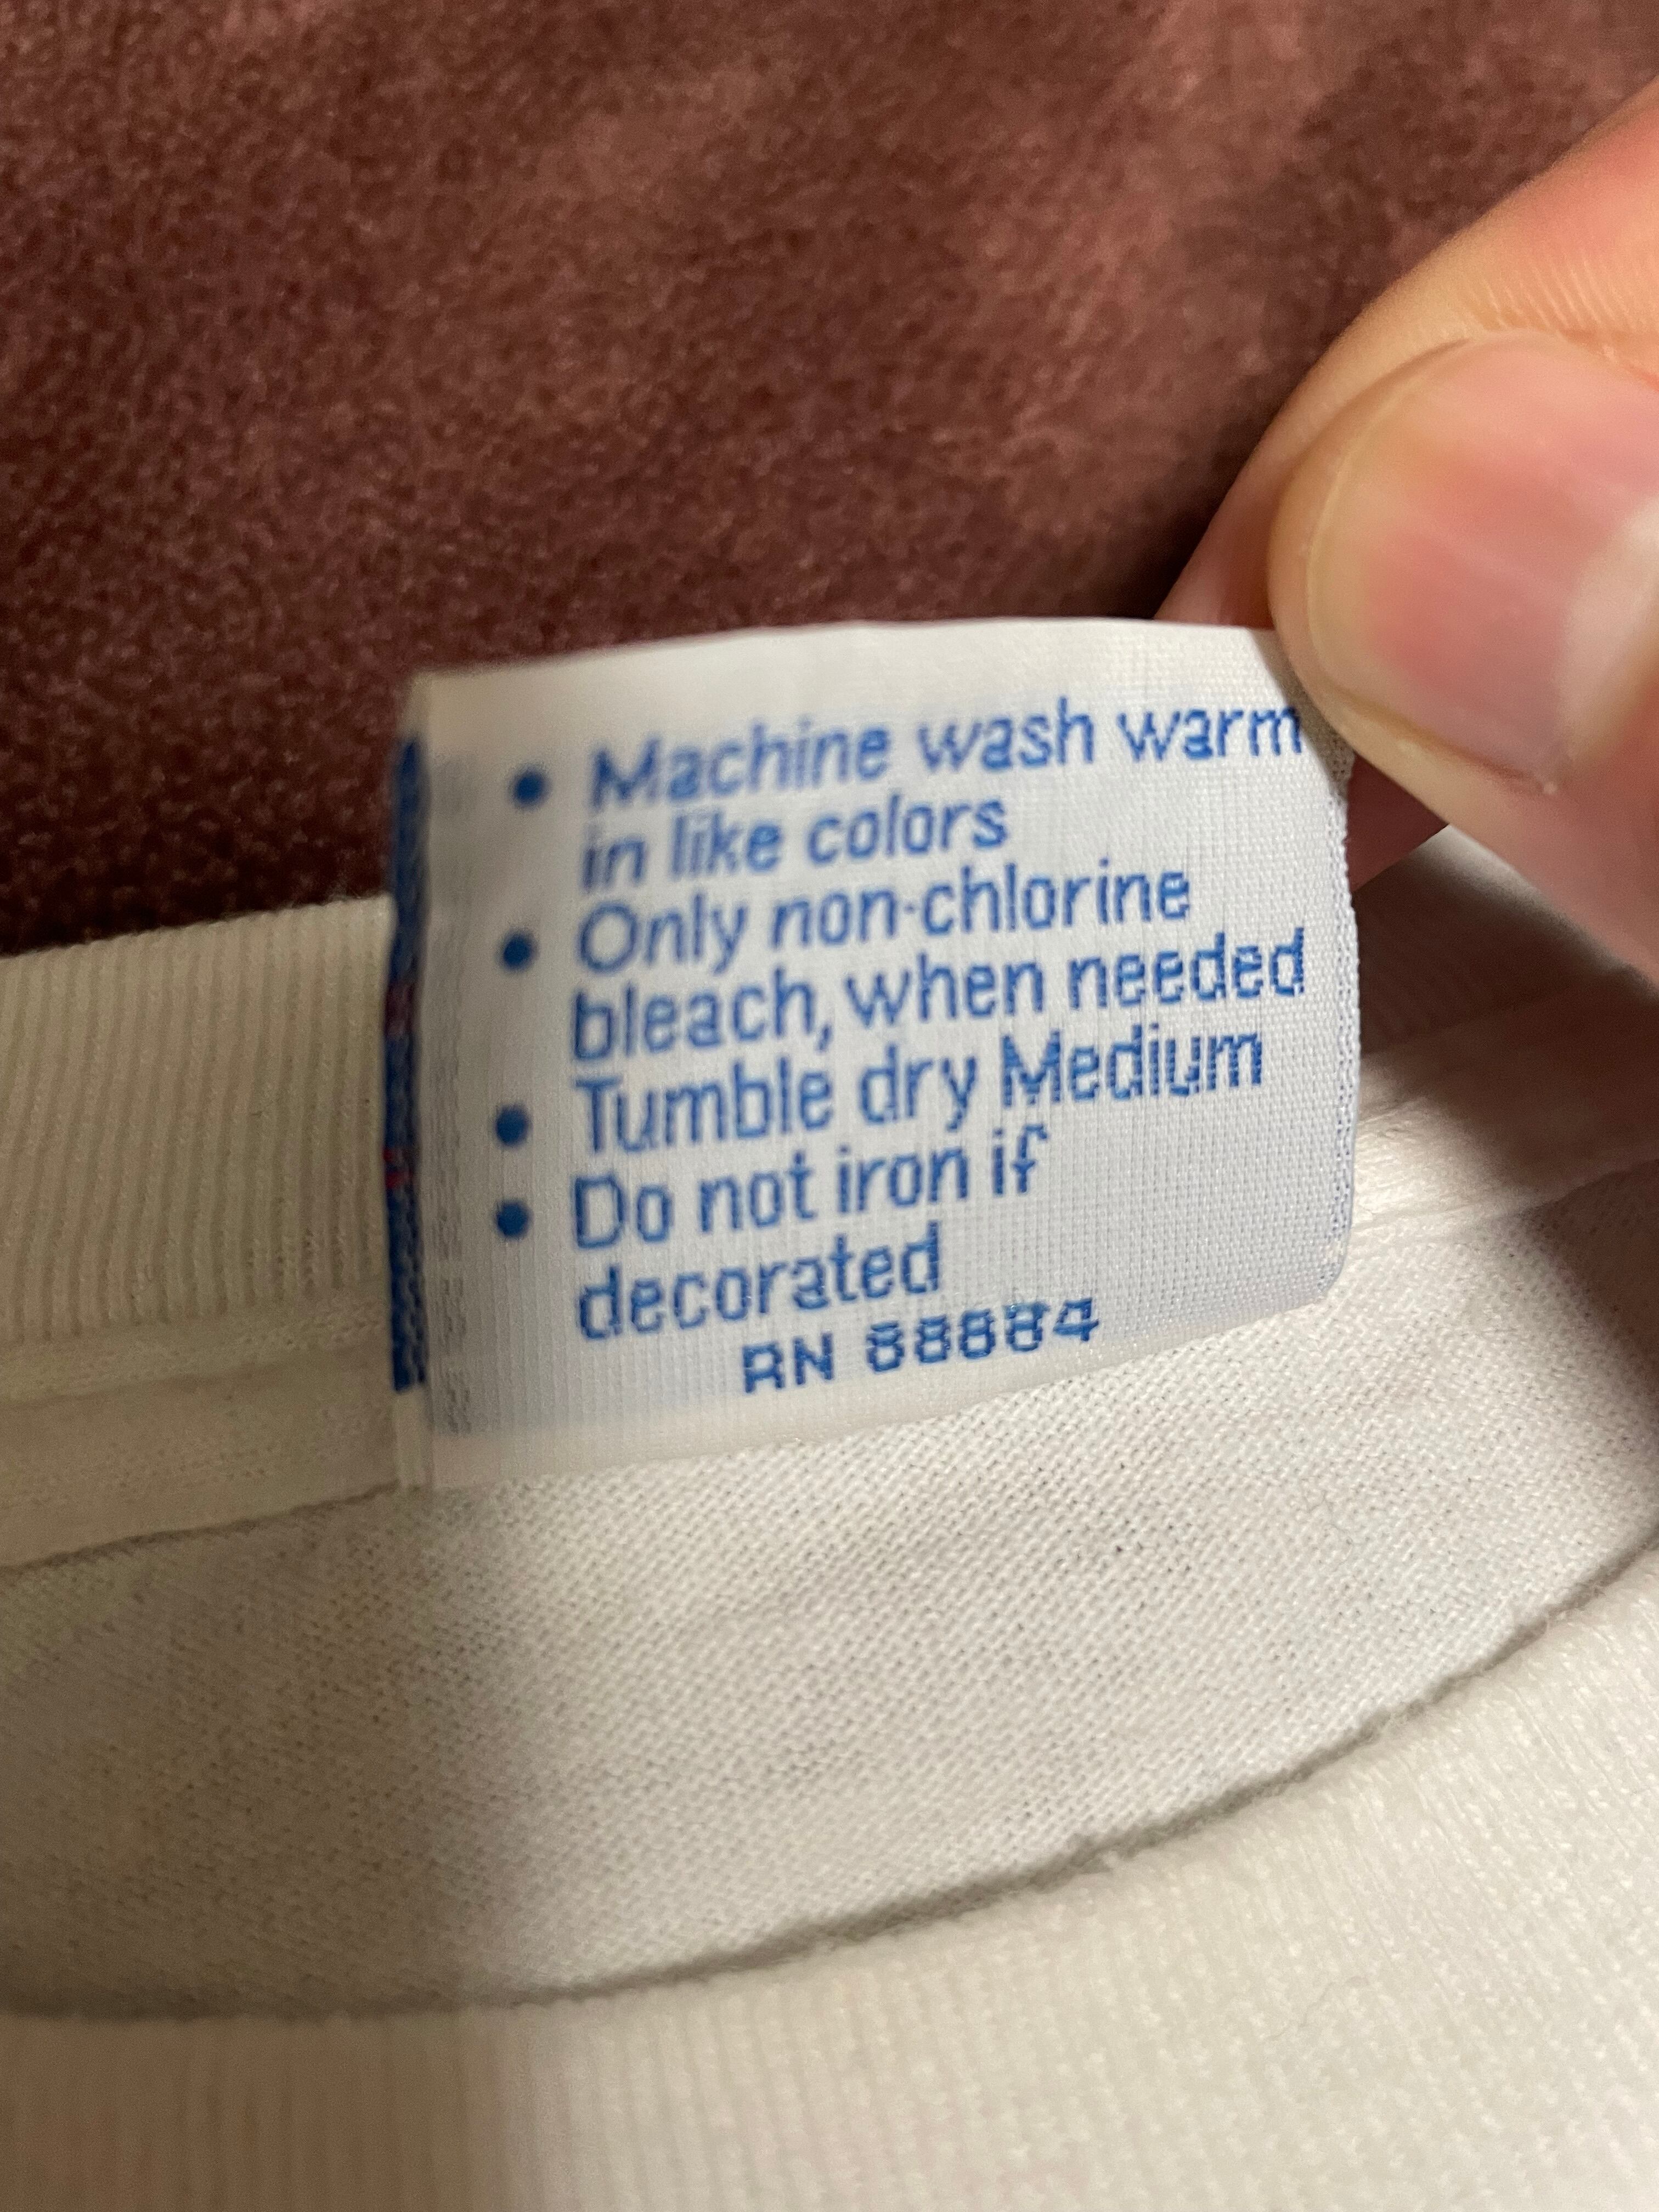 • Machine wash warm
in like colors
• Only non-chlorine
bleach, when needed
• Tumble dry Medium
• Do not iron if
decorated
RN 88884